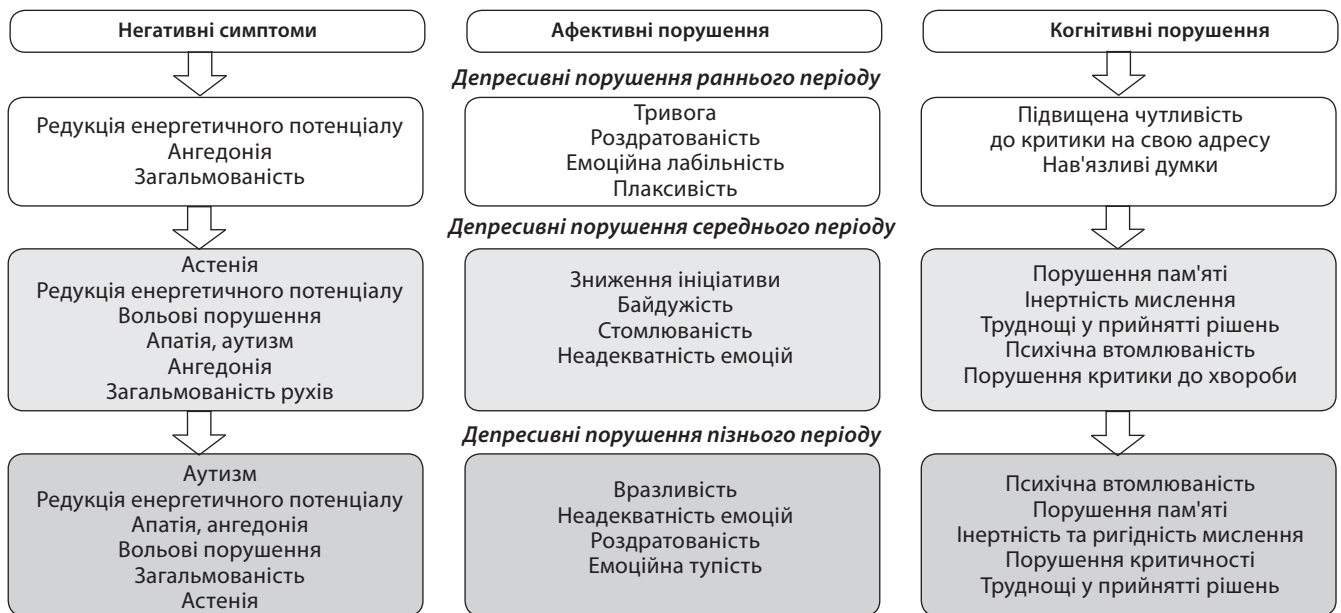 Негативні симптоми
Афективні порушення
Когнітивні порушення
Депресивні порушення раннього періоду
Редукція енергетичного потенціалу
Ангедонія
Загальмованість
Тривога
Роздратованість
Емоційна лабільність
Плаксивість
Підвищена чутливість
до критики на свою адресу
Нав'язливі думки
Депресивні порушення середнього періоду
Астенія
Редукція енергетичного потенціалу
Вольові порушення
Апатія, аутизм
Ангедонія
Загальмованість рухів
Зниження ініціативи
Байдужість
Стомлюваність
Неадекватність емоцій
Порушення пам'яті
Інертність мислення
Труднощі у прийнятті рішень
Психічна втомлюваність
Порушення критики до хвороби
Депресивні порушення пізнього періоду
Аутизм
Редукція енергетичного потенціалу
Апатія, ангедонія
Вольові порушення
Загальмованість
Астенія
Вразливість
Неадекватність емоцій
Роздратованість
Емоційна тупість
Психічна втомлюваність
Порушення пам'яті
Інертність та ригідність мислення
Порушення критичності
Труднощі у прийнятті рішень